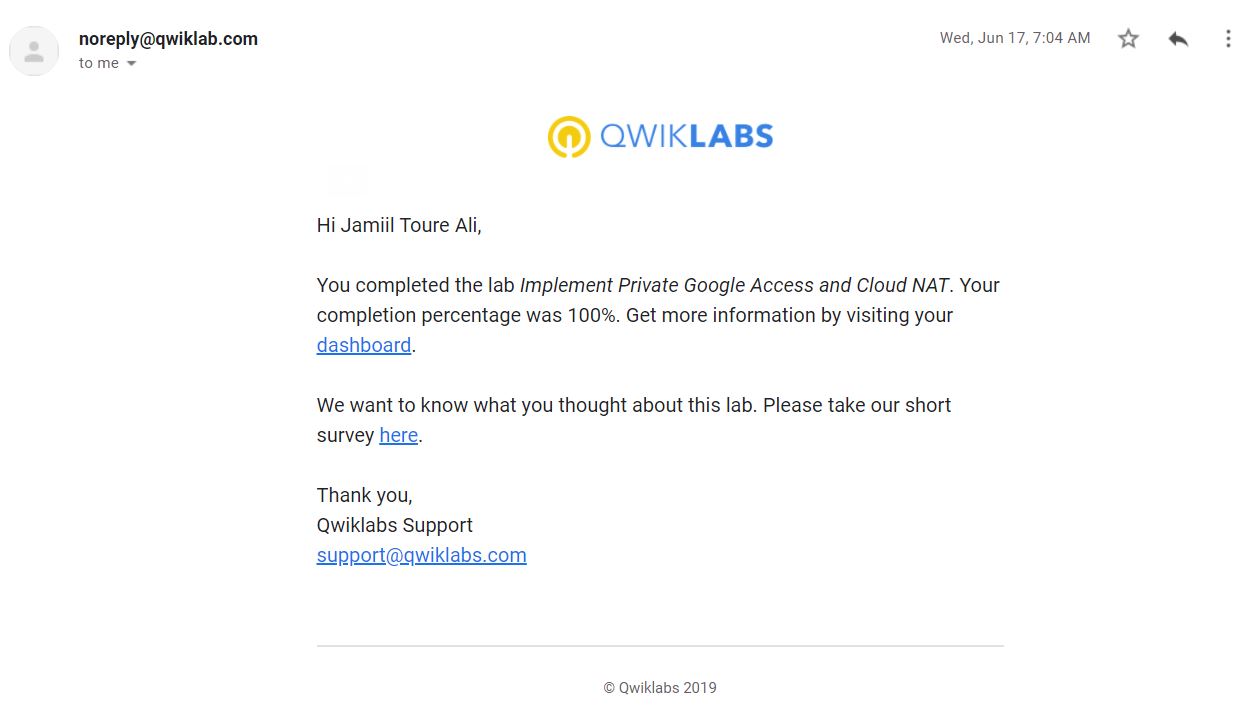 noreply@qwiklab.com
Wed, Jun 17, 7:04 AM
to me
QWIKLABS
Hi Jamiil Toure Ali,
You completed the lab Implement Private Google Access and Cloud NAT. Your
completion percentage was 100%. Get more information by visiting your
dashboard.
We want to know what you thought about this lab. Please take our short
survey here.
Thank you,
Qwiklabs Support
support@qwiklabs.com
© Qwiklabs 2019